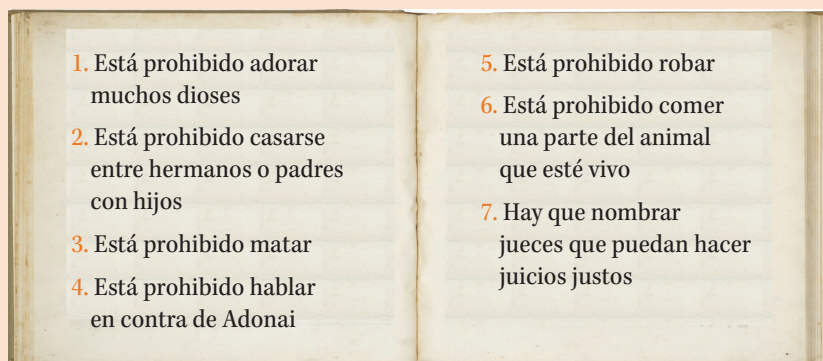 1. Está prohibido adorar
muchos dioses
2. Está prohibido casarse
entre hermanos o padres
con hijos
3. Está prohibido matar
4. Está prohibido hablar
en contra de Adonai
5. Está prohibido robar
6. Está prohibido comer
una parte del animal
que esté vivo
7. Hay que nombrar
jueces que puedan hacer
juicios justos